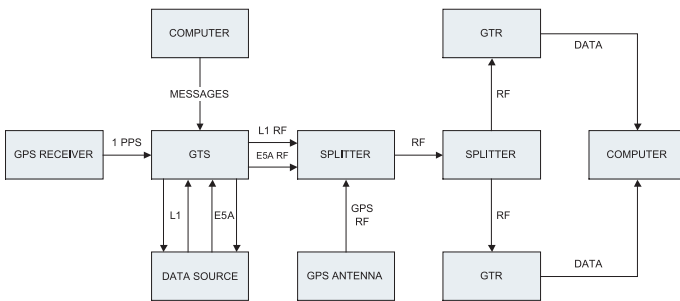 COMPUTER
GTR
DATA
MESSAGES
RF
L1 RF
1 PPS
E5A RF
RF
GPS RECEIVER
GTS
SPLITTER
SPLITTER
COMPUTER
L1
E5A
GPS
RF
RF
DATA
DATA SOURCE
GPS ANTENNA
GTR